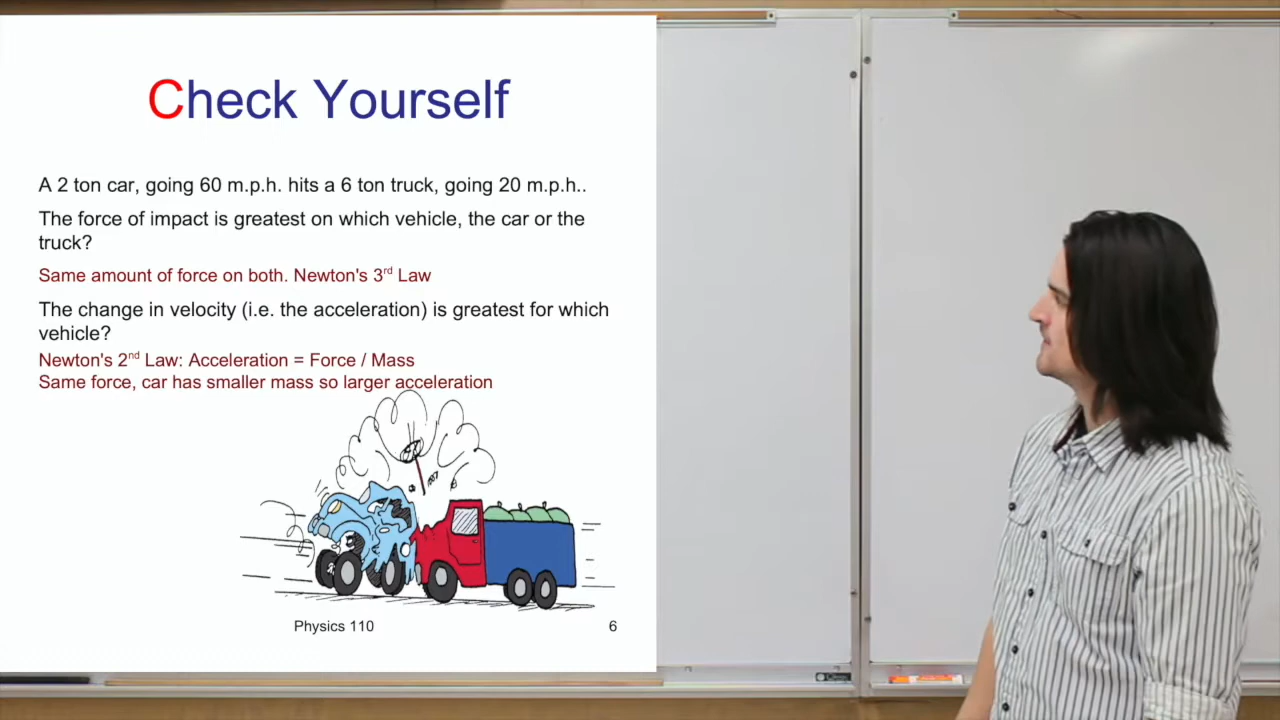 Check Yourself
A 2 ton car, going 60 m.p.h. hits a 6 ton truck, going 20 m.p.h..
The force of impact is greatest on which vehicle, the car or the
truck?
Same amount of force on both. Newton's 3rd Law
The change in velocity (i.e. the acceleration) is greatest for which
vehicle?
Newton's 2nd Law: Acceleration = Force / Mass
Same force, car has smaller mass so larger acceleration
Physics 110
6